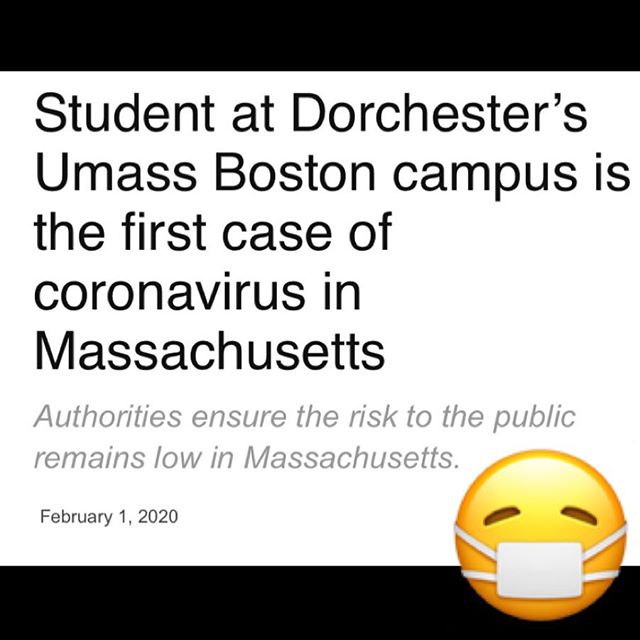 Student at Dorchester’s
Umass Boston campus is
the first case of
coronavirus in
Massachusetts
Authorities ensure the risk to the public
remains low in Massachusetts.
February 1, 2020